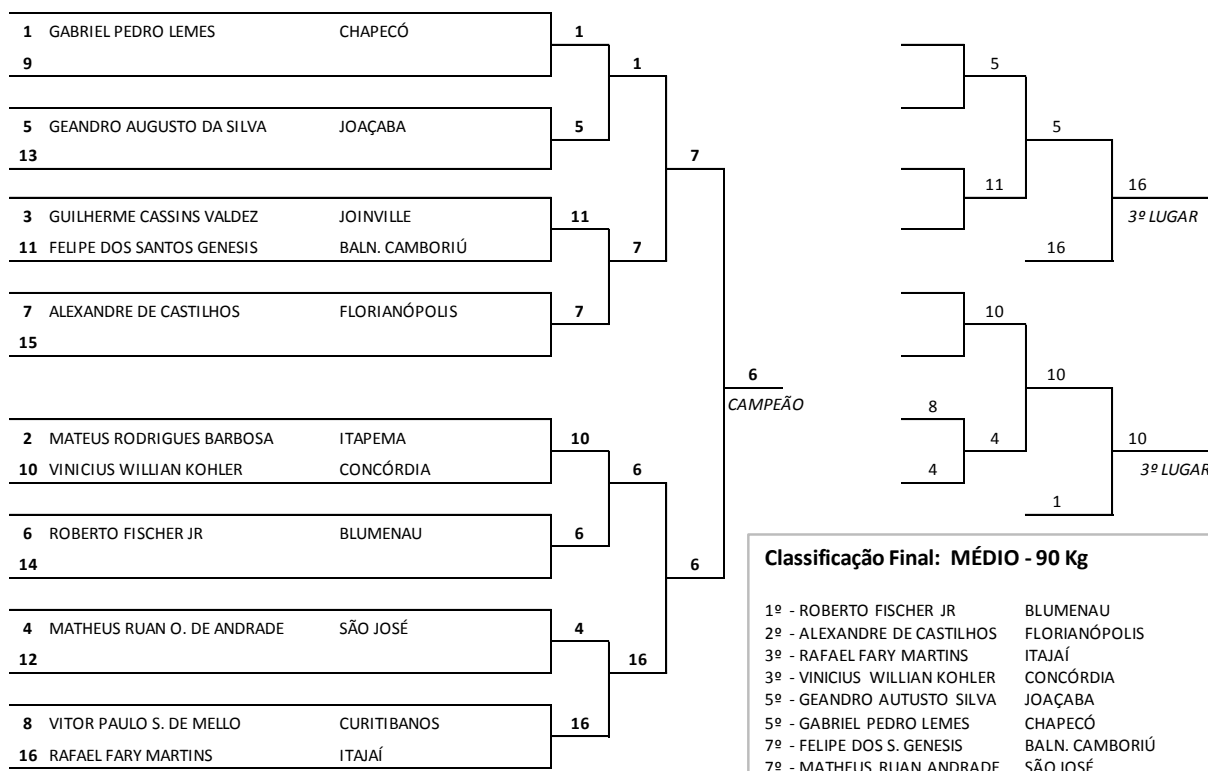 1 GABRIEL PEDRO LEMES CHAPECÓ
9
1
1
5 GEANDRO AUGUSTO DA SILVA JOAÇABA
13
5
7
3 GUILHERME CASSINS VALDEZ JOINVILLE
11 FELIPE DOS SANTOS GENESIS BALN. CAMBORIÚ
11
7
7 ALEXANDRE DE CASTILHOS FLORIANÓPOLIS
15
7
6
CAMPEÃO
2 MATEUS RODRIGUES BARBOSA ITAPEMA
10 VINICIUS WILLIAN KOHLER CONCÓRDIA
10
6
6 ROBERTO FISCHER JR BLUMENAU
14
6
6
4 MATHEUS RUAN O. DE ANDRADE SÃO JOSÉ
12
4
16
8 VITOR PAULO S. DE MELLO CURITIBANOS
16 RAFAEL FARY MARTINS ITAJAÍ
16
5
5
11
16
3º LUGAR
16
10
10
8
4
4
10
3º LUGAR
1
Classificação Final: MÉDIO - 90 Kg
1º - ROBERTO FISCHER JR BLUMENAU
2º - ALEXANDRE DE CASTILHOS FLORIANÓPOLIS
3º - RAFAEL FARY MARTINS ITAJAÍ
3º - VINICIUS WILLIAN KOHLER CONCÓRDIA
5º - GEANDRO AUTUSTO SILVA JOAÇABA
5º - GABRIEL PEDRO LEMES CHAPECÓ
7º - FELIPE DOS S. GENESIS BALN. CAMBORIÚ
7º - MATHEUS RUAN ANDRADE SÃO JOSÉ